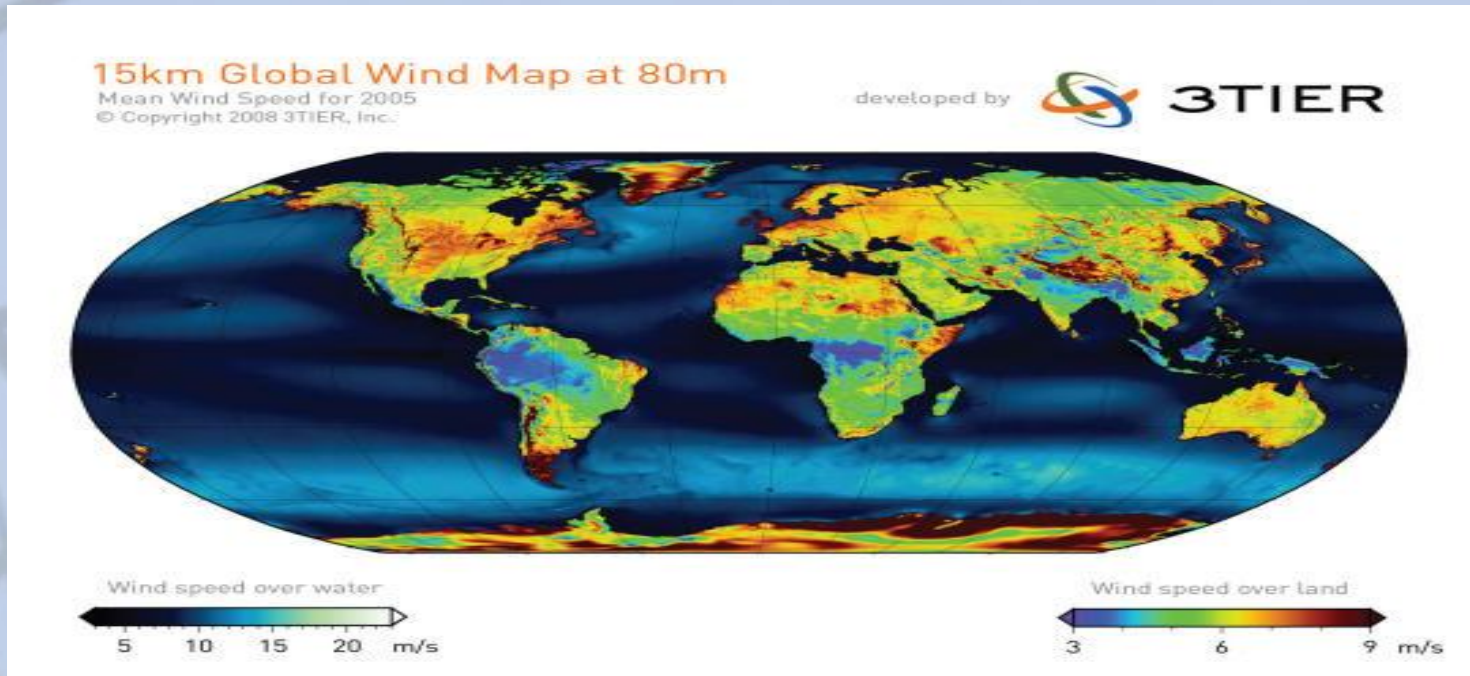 15km Global Wind Map at 80m
Mean Wind Speed for 2005
© Copyright 2008 3TIER, Inc.
developed by 3TIER
Wind speed over water
5 10 15 20 m/s
Wind speed over land
3 6 9 m/s